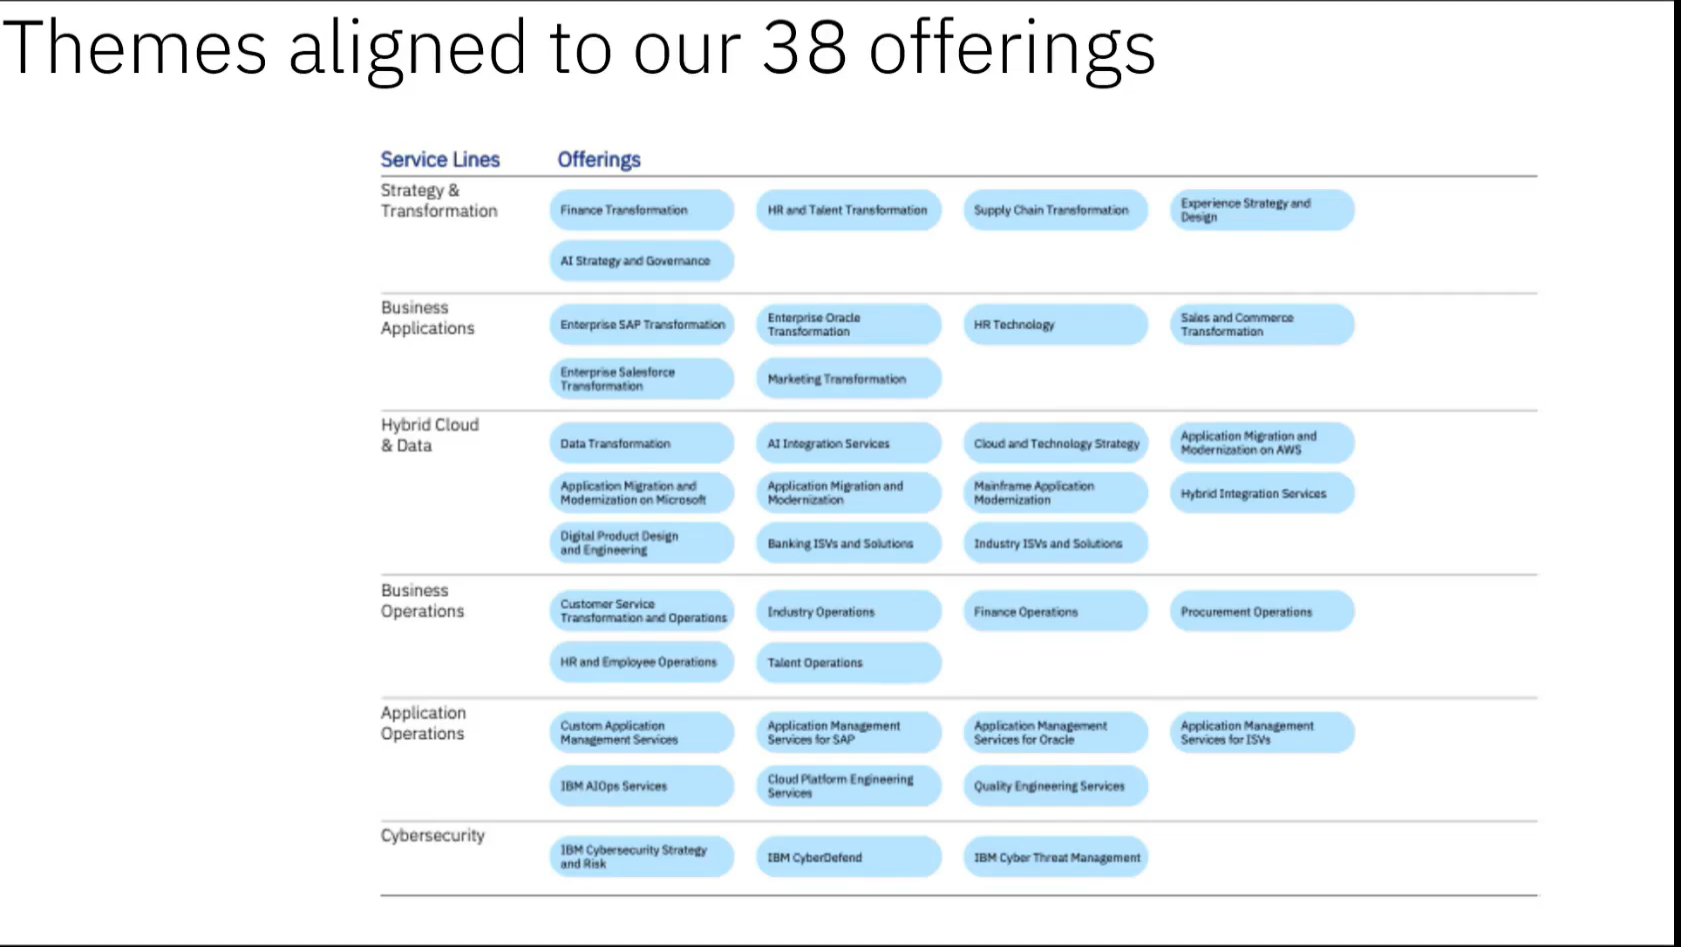 Themes aligned to our 38 offerings
Service Lines
Offerings
Strategy &
Transformation
Finance Transformation
HR and Talent Transformation
Supply Chain Transformation
Experience Strategy and
Design
AI Strategy and Governance
Business
Applications
Enterprise SAP Transformation
Enterprise Oracle
Transformation
HR Technology
Sales and Commerce
Transformation
Enterprise Salesforce
Transformation
Marketing Transformation
Hybrid Cloud
& Data
Data Transformation
AI Integration Services
Cloud and Technology Strategy
Application Migration and
Modernization on AWS
Application Migration and
Modernization on Microsoft
Application Migration and
Modernization
Mainframe Application
Modernization
Hybrid Integration Services
Digital Product Design
and Engineering
Banking ISVs and Solutions
Industry ISVs and Solutions
Business
Operations
Customer Service
Transformation and Operations
Industry Operations
Finance Operations
Procurement Operations
HR and Employee Operations
Talent Operations
Application
Operations
Custom Application
Management Services
Application Management
Services for SAP
Application Management
Services for Oracle
Application Management
Services for ISVs
IBM AIOps Services
Cloud Platform Engineering
Services
Quality Engineering Services
Cybersecurity
IBM Cybersecurity Strategy
and Risk
IBM CyberDefend
IBM Cyber Threat Management